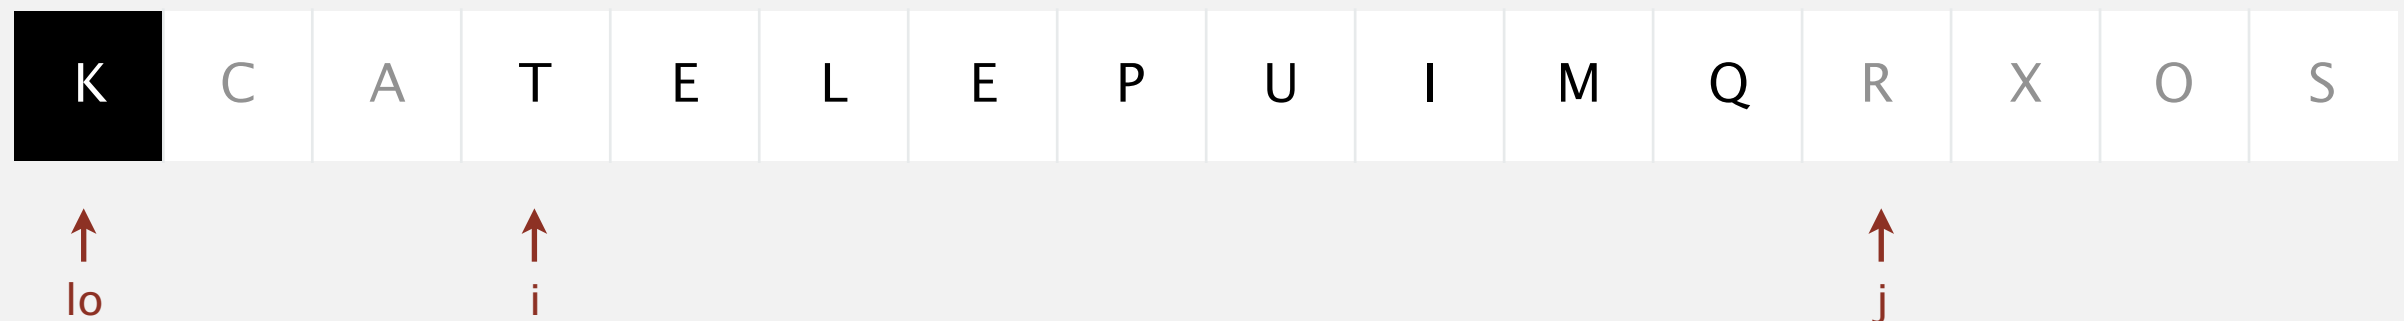 K C A T E L E P U I M Q R X O S
lo i j